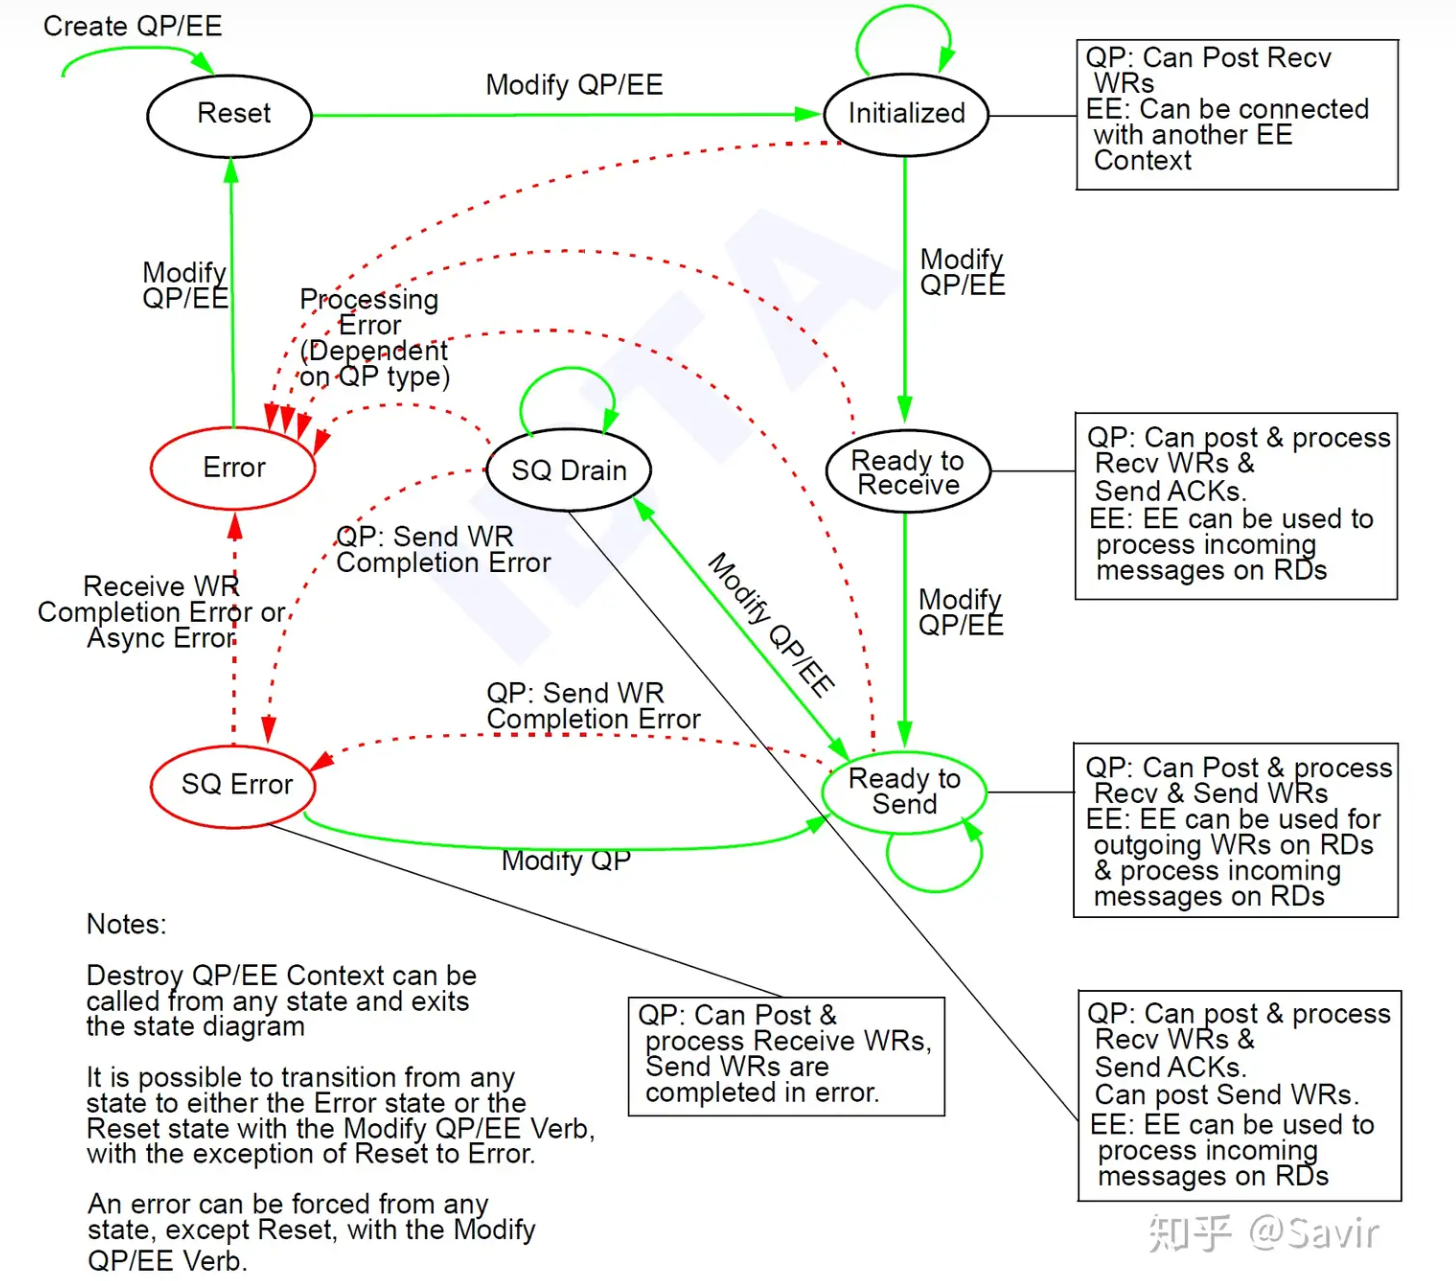 Create QP/EE
Reset
Modify QP/EE
Initialized
QP: Can Post Recv
WRs
EE: Can be connected
with another EE
Context
Modify
QP/EE
Modify
QP/EE
Processing
Error
(Dependent
on QP type)
Error
SQ Drain
Ready to
Receive
QP: Can post & process
Recv WRs &
Send ACKs.
EE: EE can be used to
process incoming
messages on RDs
QP: Send WR
Completion Error
Receive WR
Completion Error or
Async Error
Modify QP/EE
Modify
QP/EE
QP: Send WR
Completion Error
SQ Error
Ready to
Send
QP: Can Post & process
Recv & Send WRs
EE: EE can be used for
outgoing WRs on RDs
& process incoming
messages on RDs
Modify QP
Notes:
Destroy QP/EE Context can be
called from any state and exits
the state diagram
It is possible to transition from any
state to either the Error state or the
Reset state with the Modify QP/EE Verb,
with the exception of Reset to Error.
An error can be forced from any
state, except Reset, with the Modify
QP/EE Verb.
QP: Can Post &
process Receive WRs,
Send WRs are
completed in error.
QP: Can post & process
Recv WRs &
Send ACKs.
Can post Send WRs.
EE: EE can be used to
process incoming
messages on RDs
IBTA
知乎 @Savir